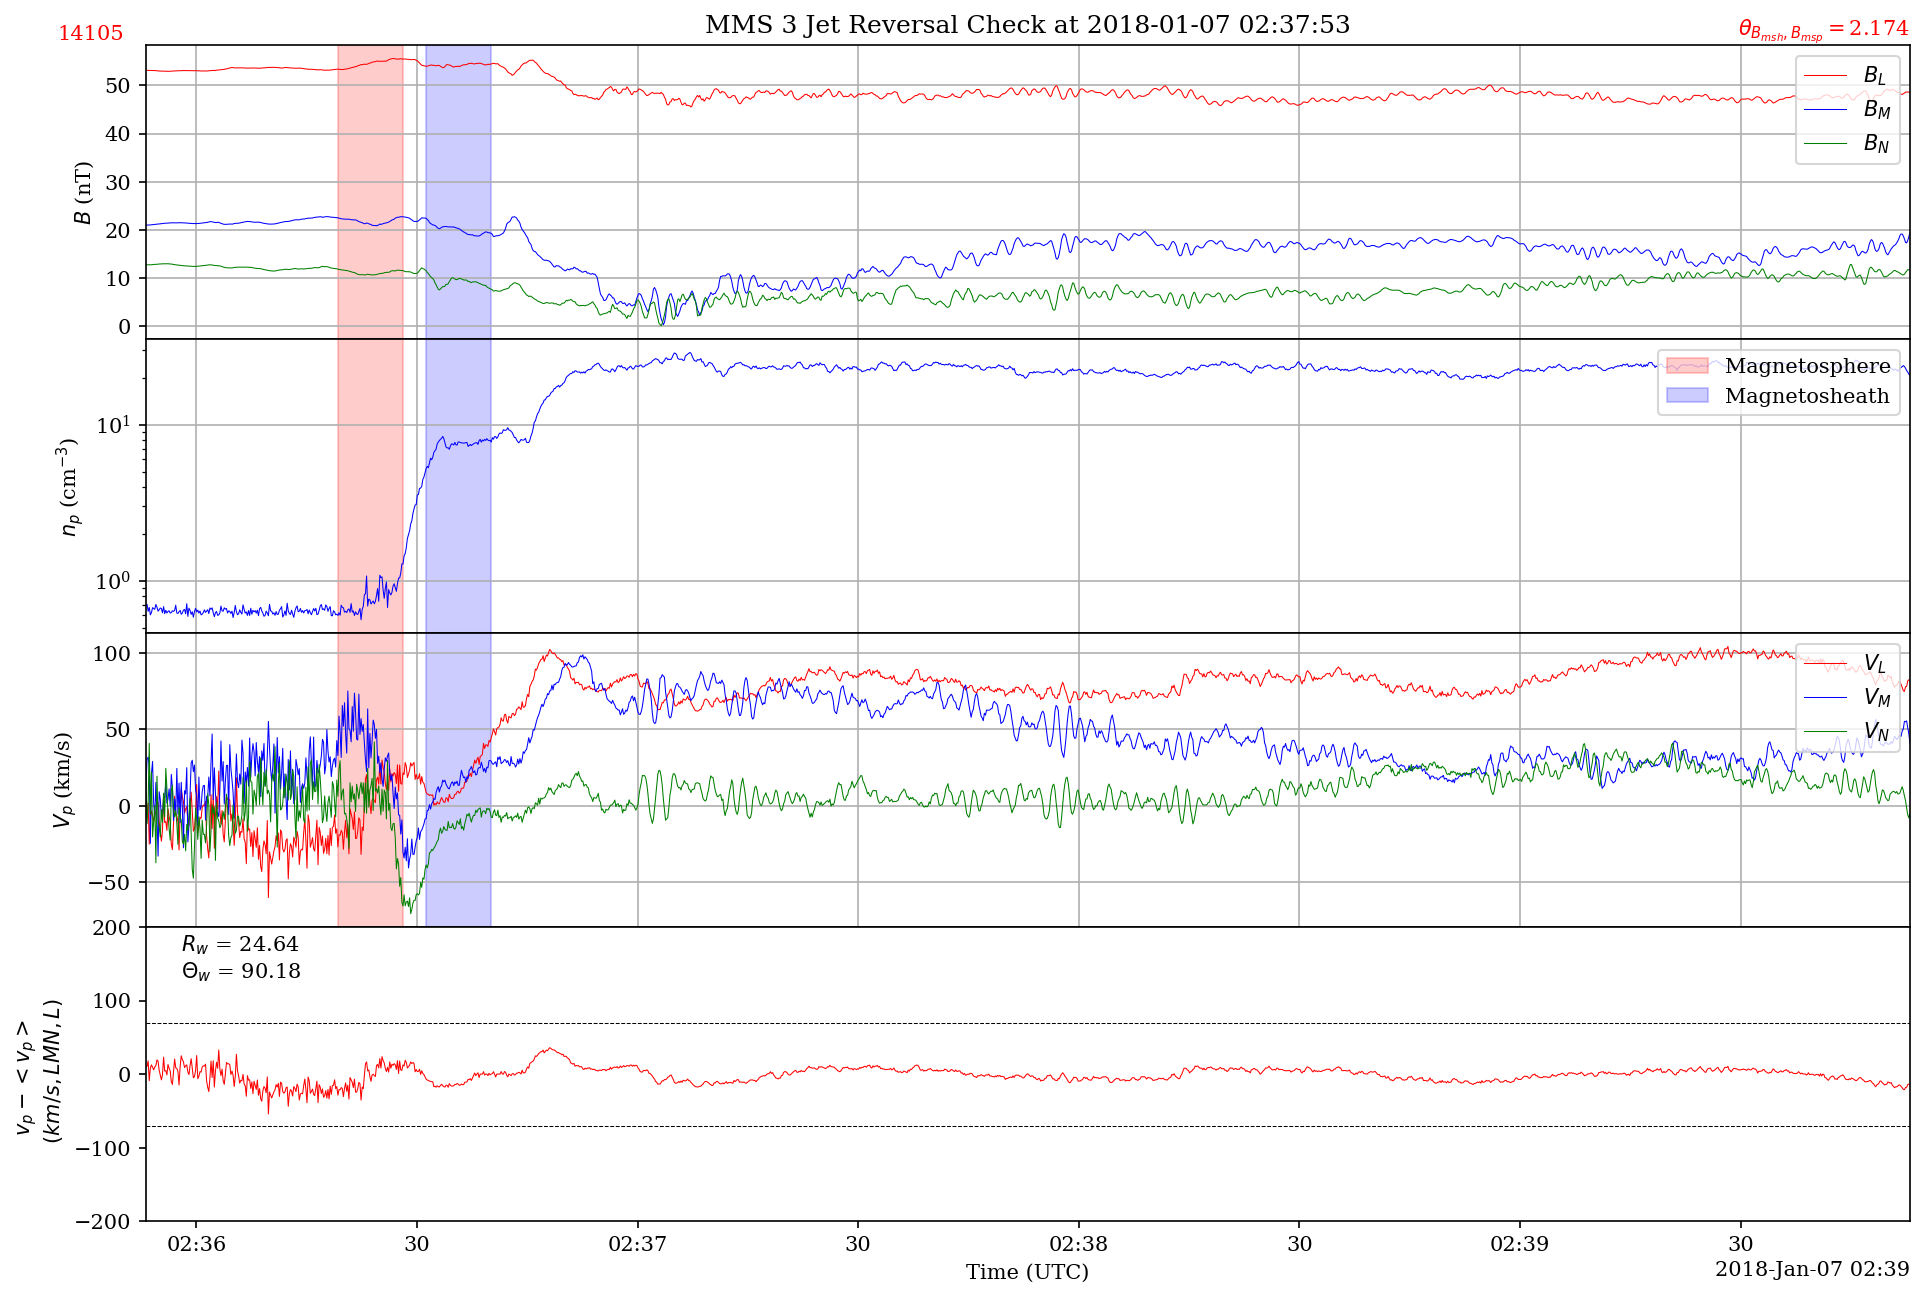 14105
MMS 3 Jet Reversal Check at 2018-01-07 02:37:53
θ_{B_{msh}, B_{msp}} = 2.174
B (nT)
50
40
30
20
10
0
B_L
B_M
B_N
n_p (cm^{−3})
10^1
10^0
Magnetosphere
Magnetosheath
V_p (km/s)
100
50
0
−50
V_L
V_M
V_N
v_p − < v_p >
(km/s, LMN, L)
200
100
0
−100
−200
R_w = 24.64
Θ_w = 90.18
02:36 30 02:37 30 02:38 30 02:39 30
Time (UTC)
2018-Jan-07 02:39